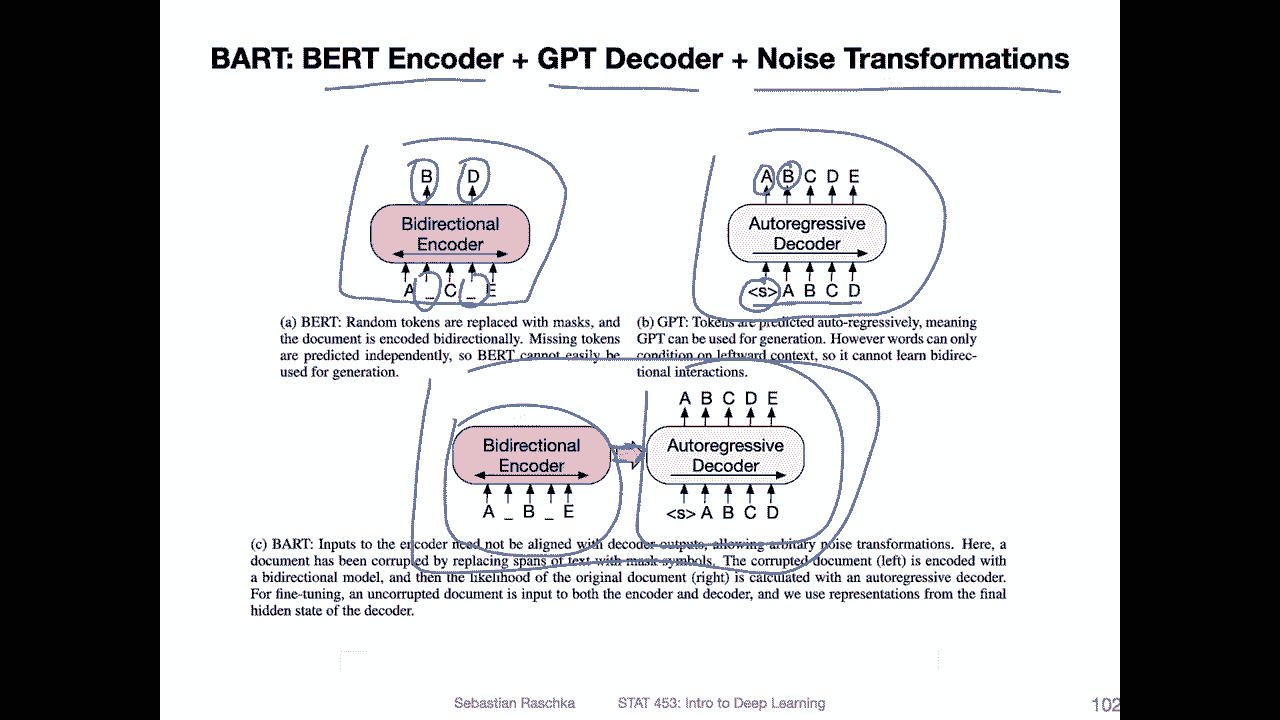 BART: BERT Encoder + GPT Decoder + Noise Transformations
B D
Bidirectional
Encoder
A _ C _ E
(a) BERT: Random tokens are replaced with masks, and
the document is encoded bidirectionally. Missing tokens
are predicted independently, so BERT cannot easily be
used for generation.
A B C D E
Autoregressive
Decoder
<s> A B C D
(b) GPT: Tokens are predicted auto-regressively, meaning
GPT can be used for generation. However words can only
condition on leftward context, so it cannot learn bidirec-
tional interactions.
Bidirectional
Encoder
A _ B _ E
A B C D E
Autoregressive
Decoder
<s> A B C D
(c) BART: Inputs to the encoder need not be aligned with decoder outputs, allowing arbitrary noise transformations. Here, a
document has been corrupted by replacing spans of text with mask symbols. The corrupted document (left) is encoded with
a bidirectional model, and then the likelihood of the original document (right) is calculated with an autoregressive decoder.
For fine-tuning, an uncorrupted document is input to both the encoder and decoder, and we use representations from the final
hidden state of the decoder.
Sebastian Raschka STAT 453: Intro to Deep Learning 102